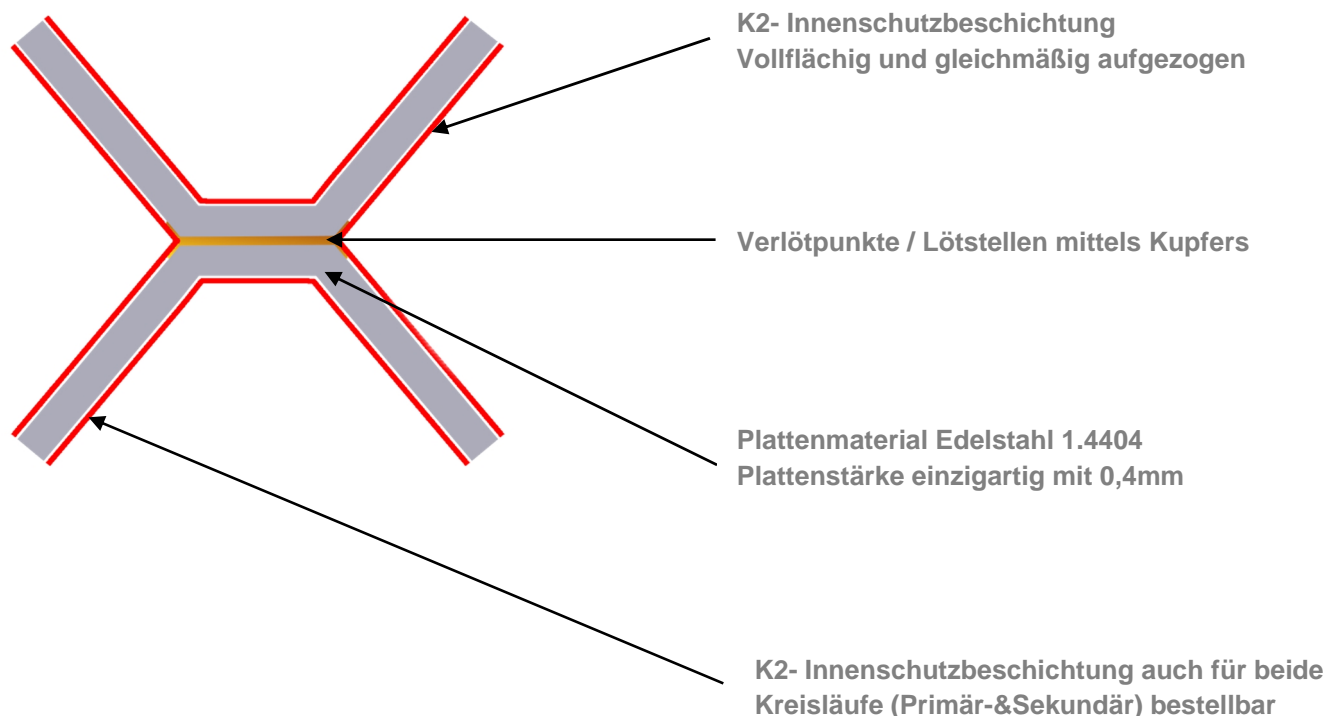 K2- Innenschutzbeschichtung
Vollflächig und gleichmäßig aufgezogen
Verlötpunkte / Lötstellen mittels Kupfers
Plattenmaterial Edelstahl 1.4404
Plattenstärke einzigartig mit 0,4mm
K2- Innenschutzbeschichtung auch für beide
Kreisläufe (Primär-&Sekundär) bestellbar